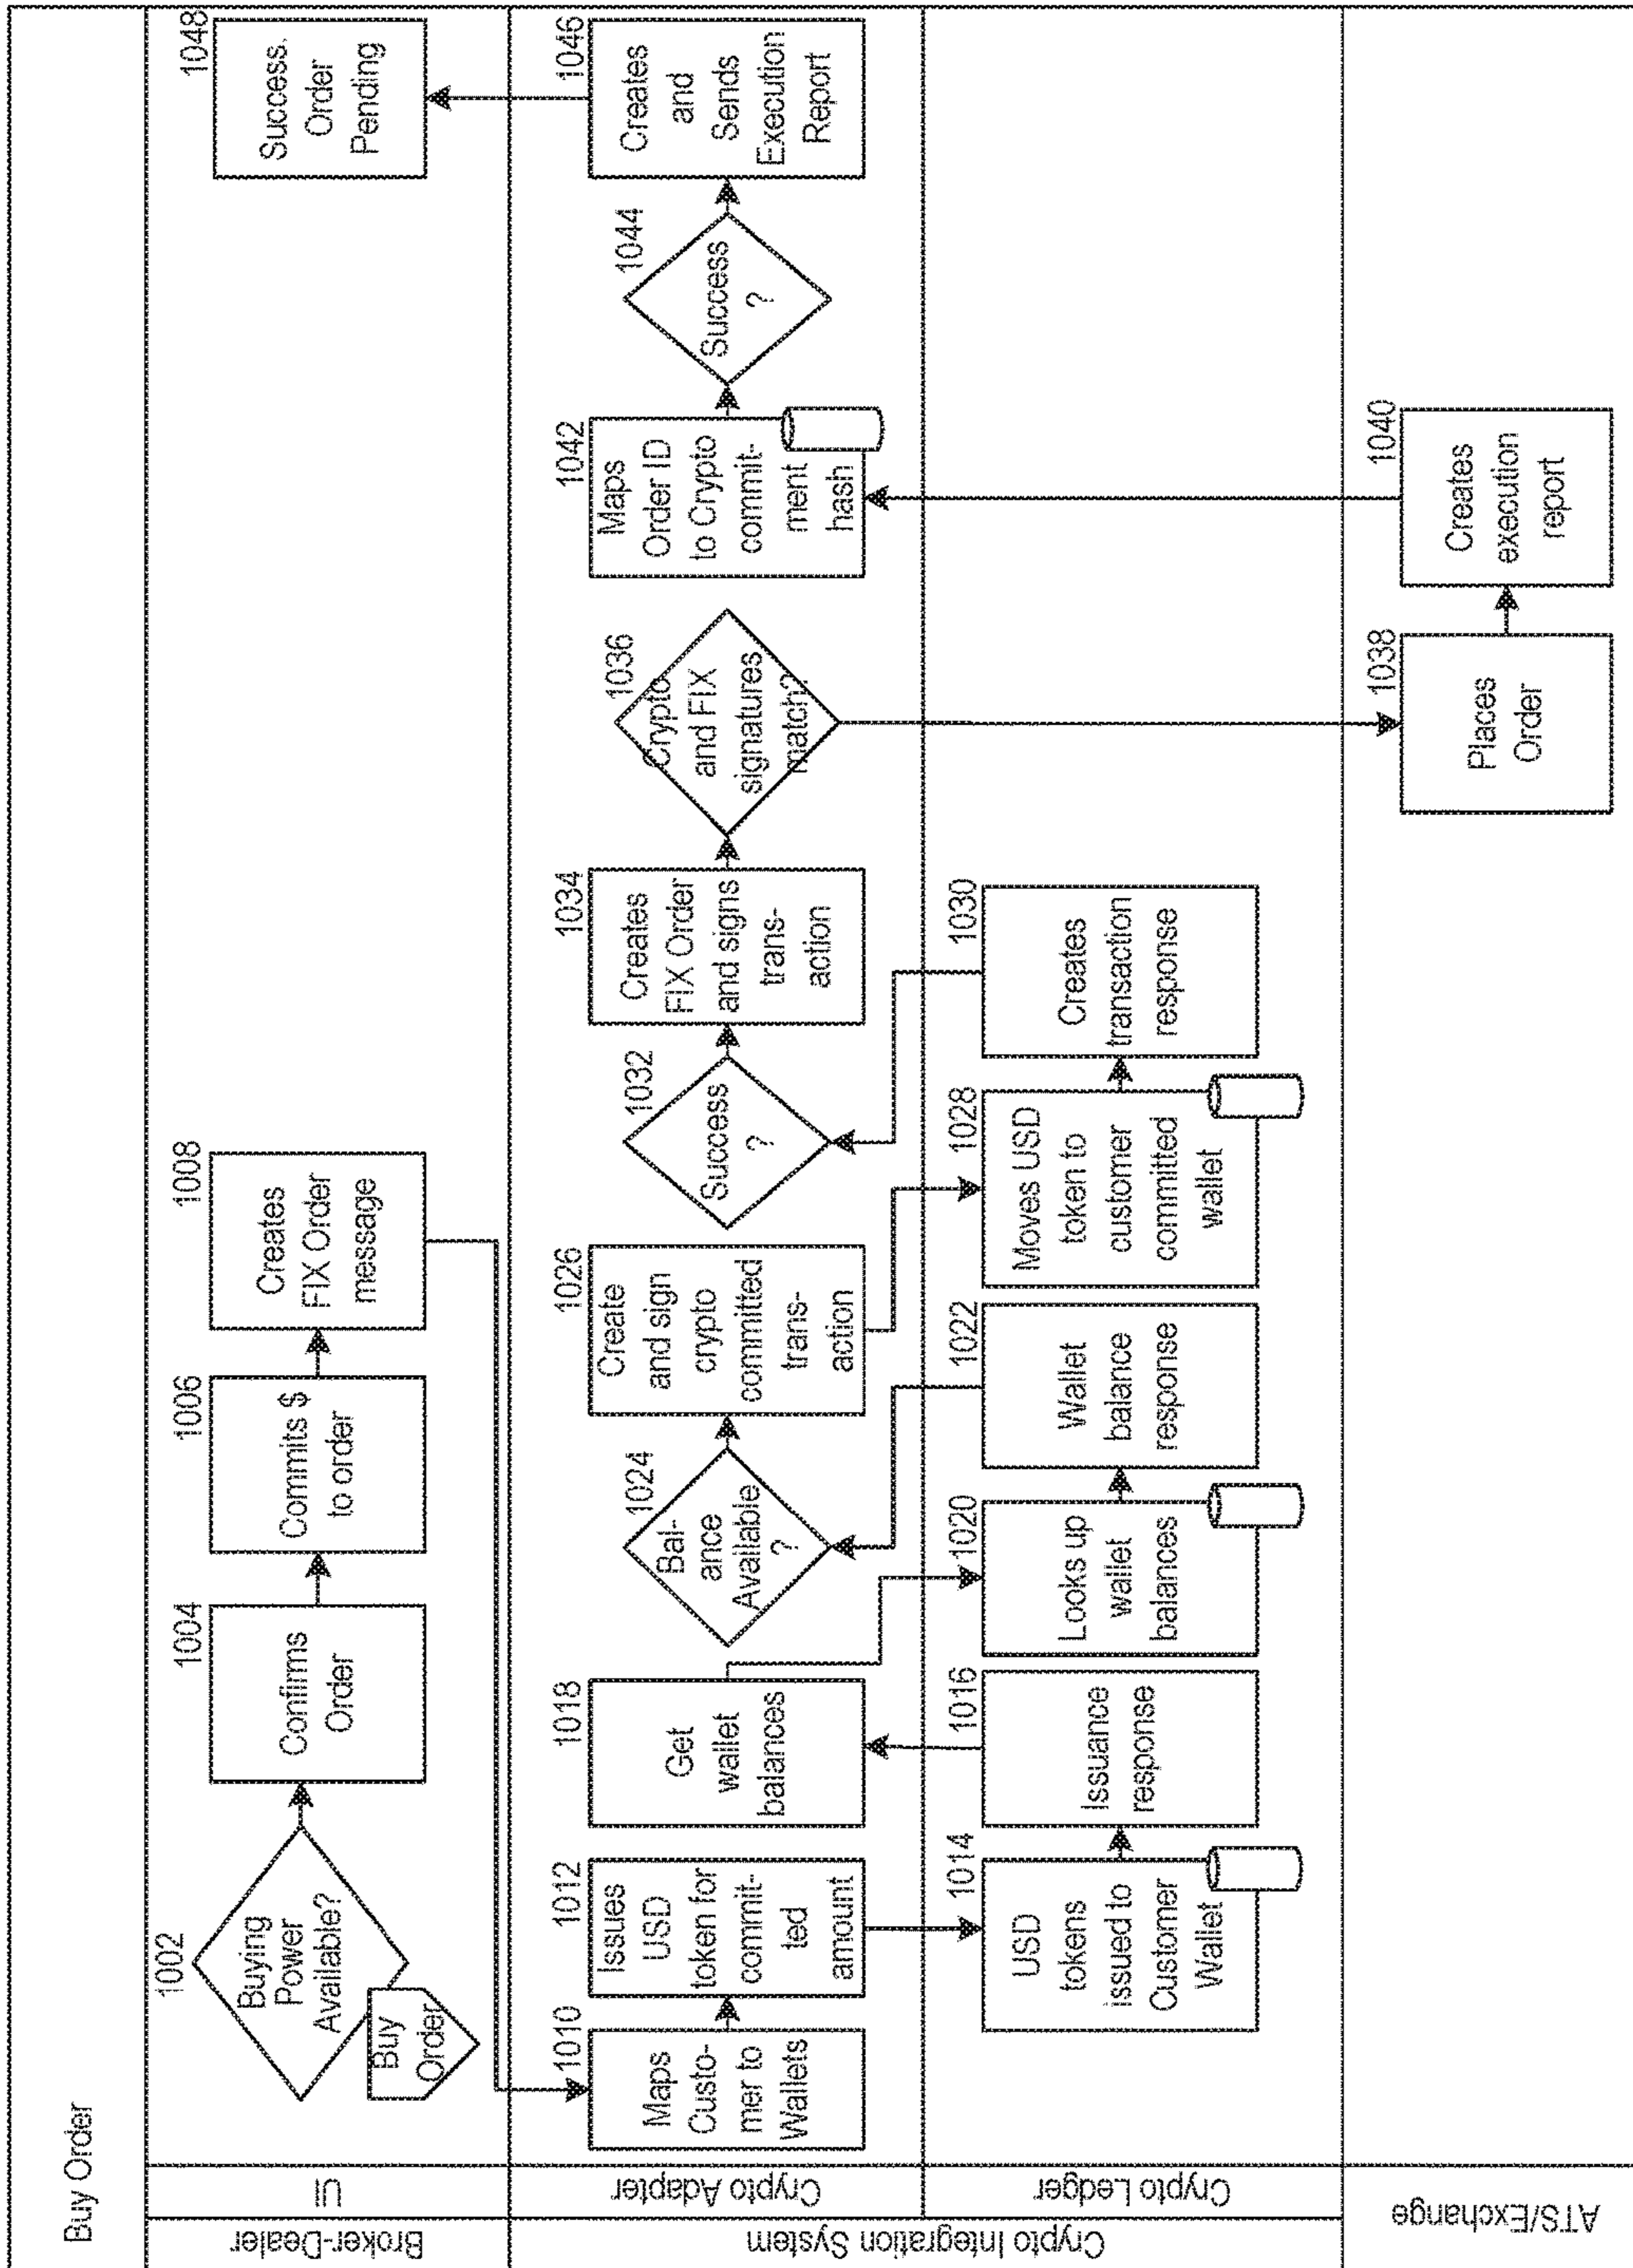 Buy Order
Broker-Dealer
UI
1002
Buying
Power
Available?
Buy
Order
1004
Confirms
Order
1006
Commits $
to order
1008
Creates
FIX Order
message
1048
Success.
Order
Pending
Crypto Integration System
Crypto Adapter
1010
Maps
Custo-
mer to
Wallets
1012
Issues
USD
token for
commit-
ted
amount
1018
Get
wallet
balances
1024
Bal-
ance
Available
?
1026
Create
and sign
crypto
committed
trans-
action
1032
Success
?
1034
Creates
FIX Order
and signs
trans-
action
1036
Crypto
and FIX
signatures
match?
1042
Maps
Order ID
to Crypto
commit-
ment
hash
1044
Success
?
1046
Creates
and
Sends
Execution
Report
Crypto Ledger
1014
USD
tokens
issued to
Customer
Wallet
1016
Issuance
response
1020
Looks up
wallet
balances
1022
Wallet
balance
response
1028
Moves USD
token to
customer
committed
wallet
1030
Creates
transaction
response
ATS/Exchange
1038
Places
Order
1040
Creates
execution
report